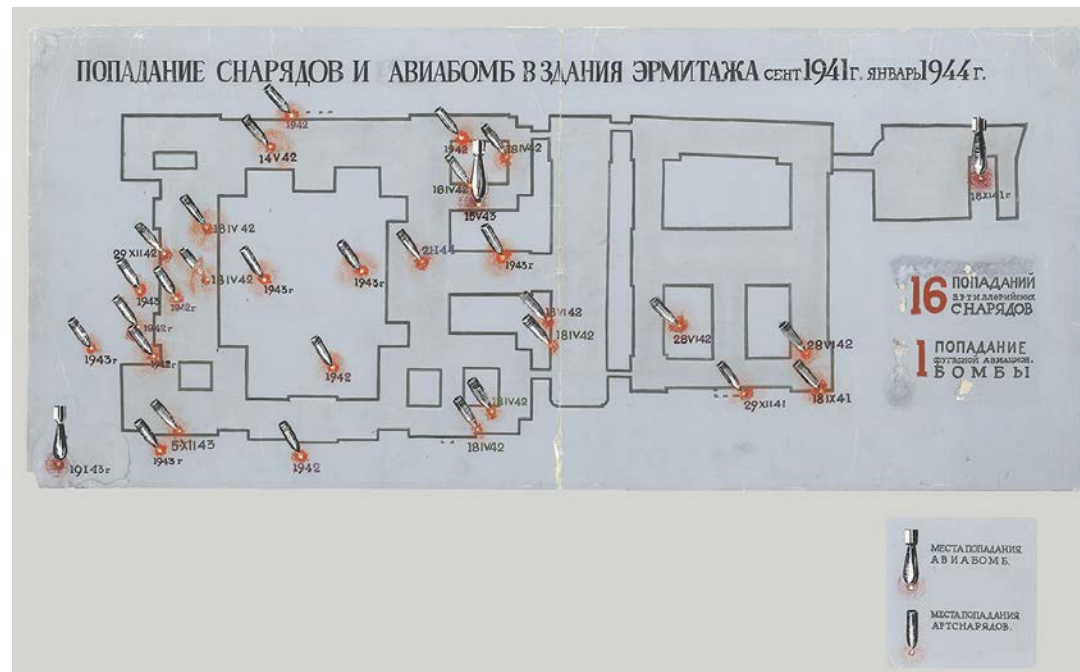 ПОПАДАНИЕ СНАРЯДОВ И АВИАБОМБ В ЗДАНИЯ ЭРМИТАЖА СЕНТ 1941 г. ЯНВАРЬ 1944 г.
1942
14 V 42
1942
18 IV 42
18 IV 42
15 V 43
18 XI 41 г
18 IV 42
29 XII 42
2 I 44
1943 г
18 IV 42
1943 г
1943 г
1943
1942 г
1942 г
18 IV 42
28 VI 42
28 VI 42
1943 г
1942 г
1942
29 XII 41
18 IX 41
18 IV 42
18 IV 42
5 XII 43
1943 г
1942
1943 г
16 ПОПАДАНИЙ
АРТИЛЛЕРИЙСКИХ
СНАРЯДОВ
1 ПОПАДАНИЕ
ФУГАСНОЙ АВИАЦИОН.
БОМБЫ
МЕСТА ПОПАДАНИЯ
АВИАБОМБ.
МЕСТА ПОПАДАНИЯ
АРТСНАРЯДОВ.